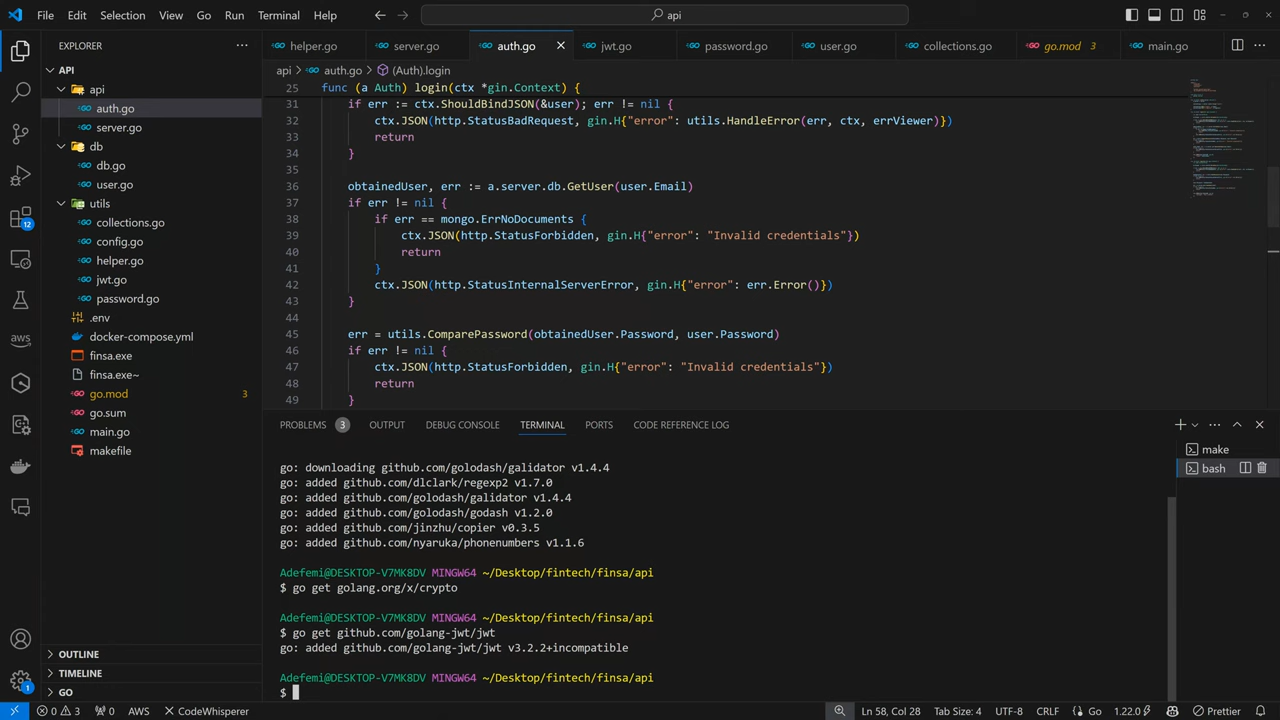 File Edit Selection View Go Run Terminal Help
api
EXPLORER
helper.go server.go auth.go jwt.go password.go user.go collections.go go.mod 3 main.go
API
api
auth.go
server.go
db
db.go
user.go
utils
collections.go
config.go
helper.go
jwt.go
password.go
.env
docker-compose.yml
finsa.exe
finsa.exe~
go.mod 3
go.sum
main.go
makefile
OUTLINE
TIMELINE
GO
12
aws
1
api > auth.go > (Auth).login
25 func (a Auth) login(ctx *gin.Context) {
31 if err := ctx.ShouldBindJSON(&user); err != nil {
32 ctx.JSON(http.StatusBadRequest, gin.H{"error": utils.HandleError(err, ctx, errViewer)})
33 return
34 }
35
36 obtainedUser, err := a.server.db.GetUser(user.Email)
37 if err != nil {
38 if err == mongo.ErrNoDocuments {
39 ctx.JSON(http.StatusForbidden, gin.H{"error": "Invalid credentials"})
40 return
41 }
42 ctx.JSON(http.StatusInternalServerError, gin.H{"error": err.Error()})
43 }
44
45 err = utils.ComparePassword(obtainedUser.Password, user.Password)
46 if err != nil {
47 ctx.JSON(http.StatusForbidden, gin.H{"error": "Invalid credentials"})
48 return
49 }
PROBLEMS 3 OUTPUT DEBUG CONSOLE TERMINAL PORTS CODE REFERENCE LOG
make
bash
go: downloading github.com/golodash/galidator v1.4.4
go: added github.com/dlclark/regexp2 v1.7.0
go: added github.com/golodash/galidator v1.4.4
go: added github.com/golodash/godash v1.2.0
go: added github.com/jinzhu/copier v0.3.5
go: added github.com/nyaruka/phonenumbers v1.1.6
Adefemi@DESKTOP-V7MK8DV MINGW64 ~/Desktop/fintech/finsa/api
$ go get golang.org/x/crypto
Adefemi@DESKTOP-V7MK8DV MINGW64 ~/Desktop/fintech/finsa/api
$ go get github.com/golang-jwt/jwt
go: added github.com/golang-jwt/jwt v3.2.2+incompatible
Adefemi@DESKTOP-V7MK8DV MINGW64 ~/Desktop/fintech/finsa/api
$
0 3 0 AWS CodeWhisperer Ln 58, Col 28 Tab Size: 4 UTF-8 CRLF Go 1.22.0 Prettier